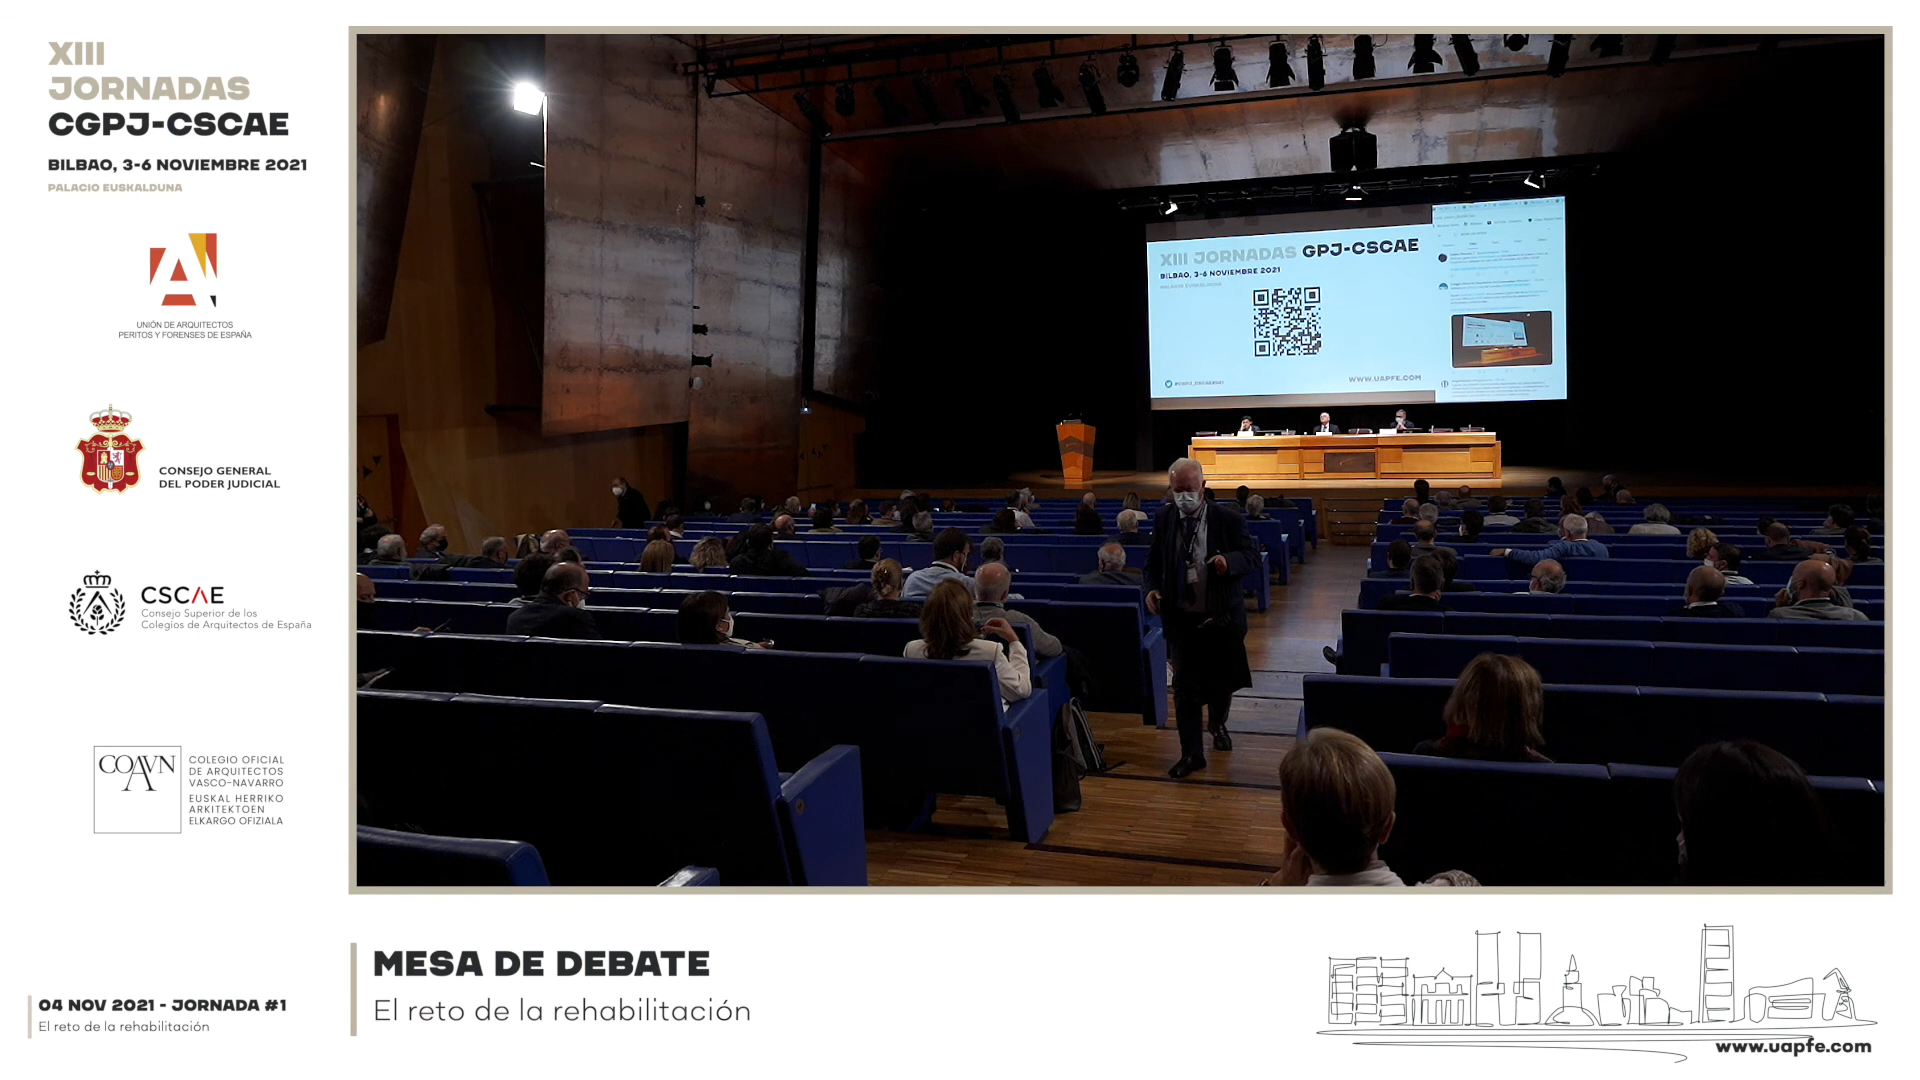 XIII
JORNADAS
CGPJ-CSCAE
BILBAO, 3-6 NOVIEMBRE 2021
PALACIO EUSKALDUNA
UNIÓN DE ARQUITECTOS
PERITOS Y FORENSES DE ESPAÑA
CONSEJO GENERAL
DEL PODER JUDICIAL
CSCAE
Consejo Superior de los
Colegios de Arquitectos de España
COAVN
COLEGIO OFICIAL
DE ARQUITECTOS
VASCO-NAVARRO
EUSKAL HERRIKO
ARKITEKTOEN
ELKARGO OFIZIALA
04 NOV 2021 - JORNADA #1
El reto de la rehabilitación
XIII JORNADAS GPJ-CSCAE
BILBAO, 3-6 NOVIEMBRE 2021
PALACIO EUSKALDUNA
WWW.UAPFE.COM
MESA DE DEBATE
El reto de la rehabilitación
www.uapfe.com